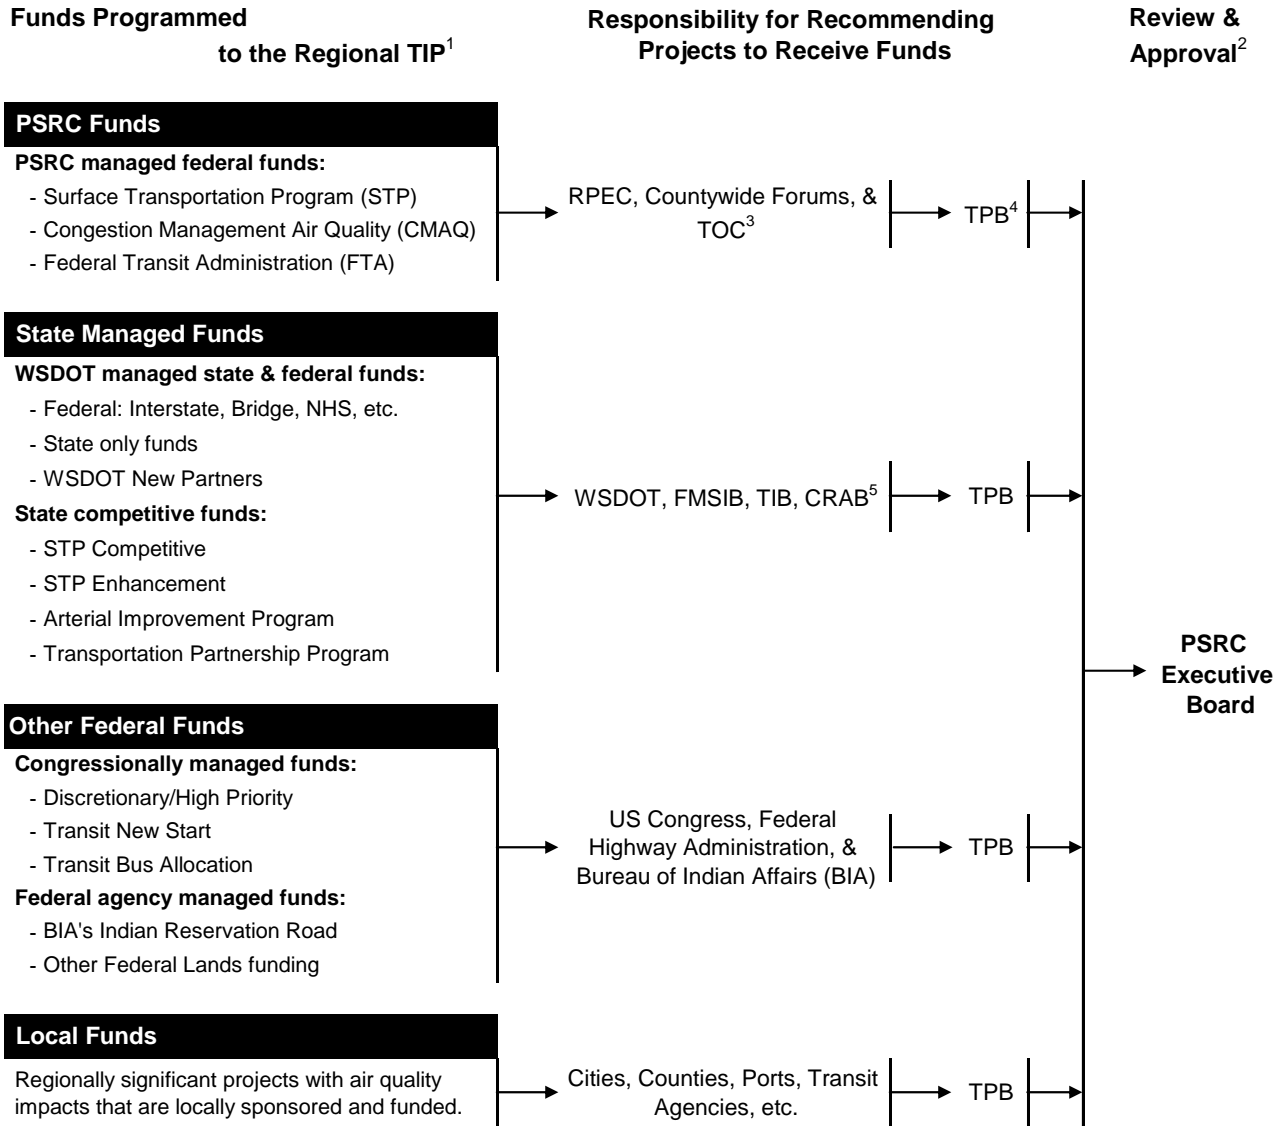 Funds Programmed
to the Regional TIP1
Responsibility for Recommending
Projects to Receive Funds
Review &
Approval2
PSRC Funds
PSRC managed federal funds:
- Surface Transportation Program (STP)
- Congestion Management Air Quality (CMAQ)
- Federal Transit Administration (FTA)
RPEC, Countywide Forums, &
TOC3
TPB4
State Managed Funds
WSDOT managed state & federal funds:
- Federal: Interstate, Bridge, NHS, etc.
- State only funds
- WSDOT New Partners
State competitive funds:
- STP Competitive
- STP Enhancement
- Arterial Improvement Program
- Transportation Partnership Program
WSDOT, FMSIB, TIB, CRAB5
TPB
PSRC
Executive
Board
Other Federal Funds
Congressionally managed funds:
- Discretionary/High Priority
- Transit New Start
- Transit Bus Allocation
Federal agency managed funds:
- BIA's Indian Reservation Road
- Other Federal Lands funding
US Congress, Federal
Highway Administration, &
Bureau of Indian Affairs (BIA)
TPB
Local Funds
Regionally significant projects with air quality
impacts that are locally sponsored and funded.
Cities, Counties, Ports, Transit
Agencies, etc.
TPB